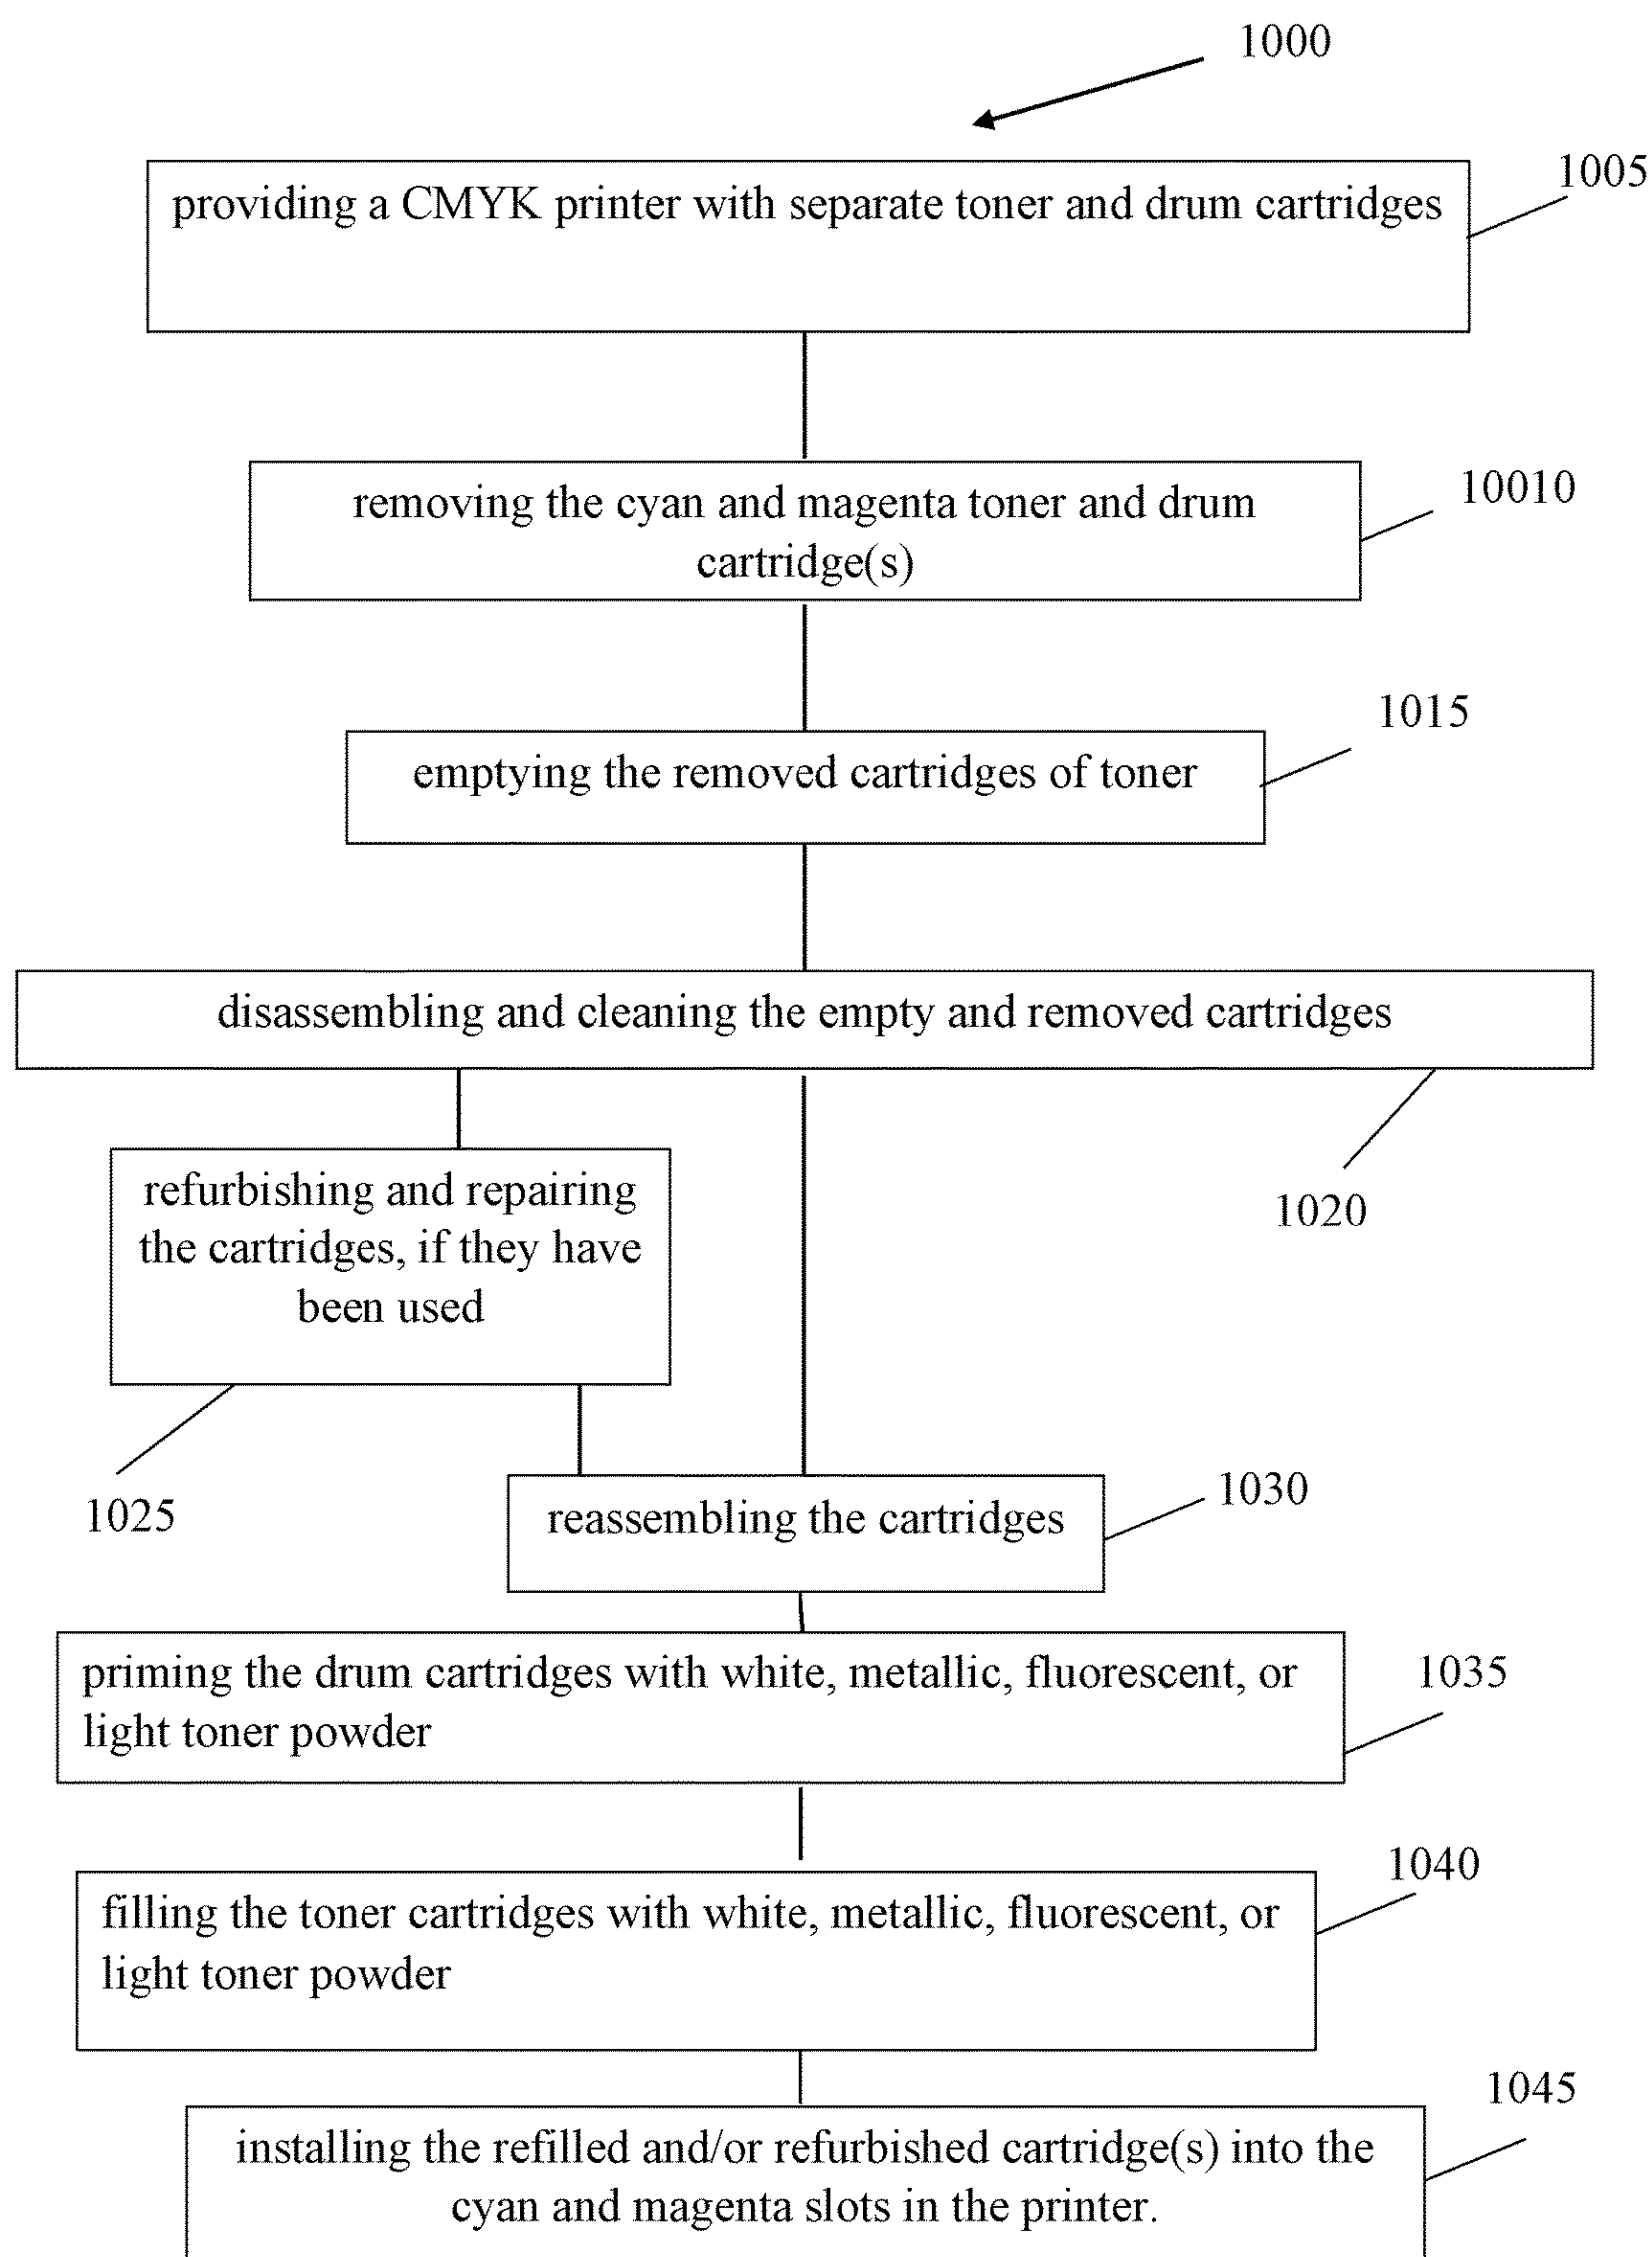 1000
1005
providing a CMYK printer with separate toner and drum cartridges
10010
removing the cyan and magenta toner and drum
cartridge(s)
1015
emptying the removed cartridges of toner
disassembling and cleaning the empty and removed cartridges
1020
refurbishing and repairing
the cartridges, if they have
been used
1025
1030
reassembling the cartridges
priming the drum cartridges with white, metallic, fluorescent, or
light toner powder
1035
1040
filling the toner cartridges with white, metallic, fluorescent, or
light toner powder
1045
installing the refilled and/or refurbished cartridge(s) into the
cyan and magenta slots in the printer.